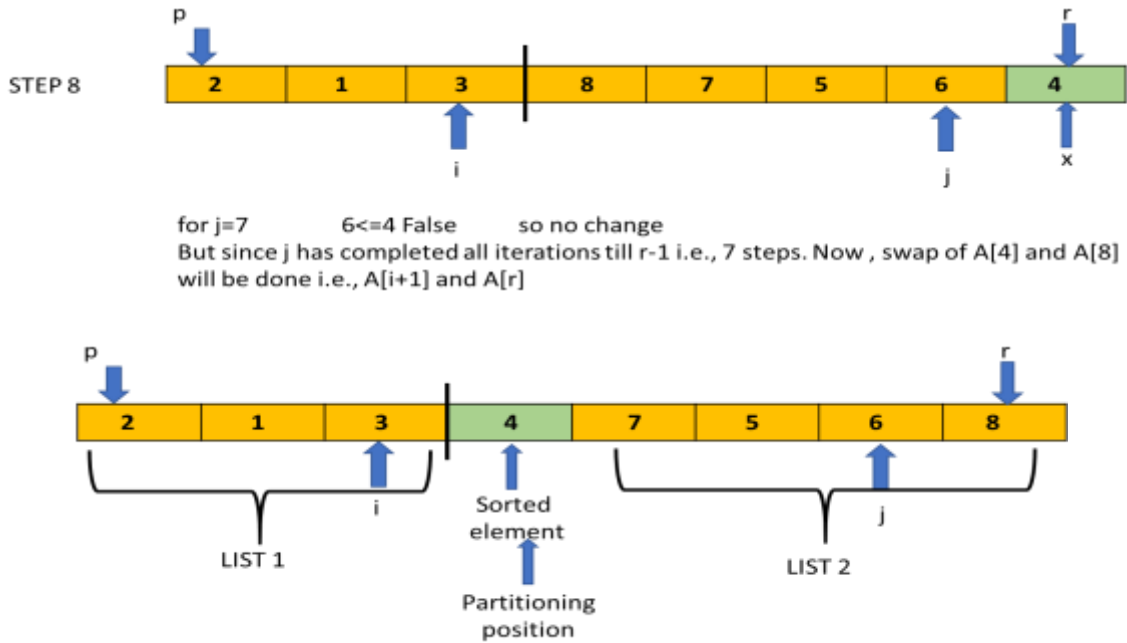 p r
STEP 8 2 1 3 8 7 5 6 4
i j x
for j=7 6<=4 False so no change
But since j has completed all iterations till r-1 i.e., 7 steps. Now , swap of A[4] and A[8]
will be done i.e., A[i+1] and A[r]
p r
2 1 3 4 7 5 6 8
i Sorted j
element
LIST 1 LIST 2
Partitioning
position